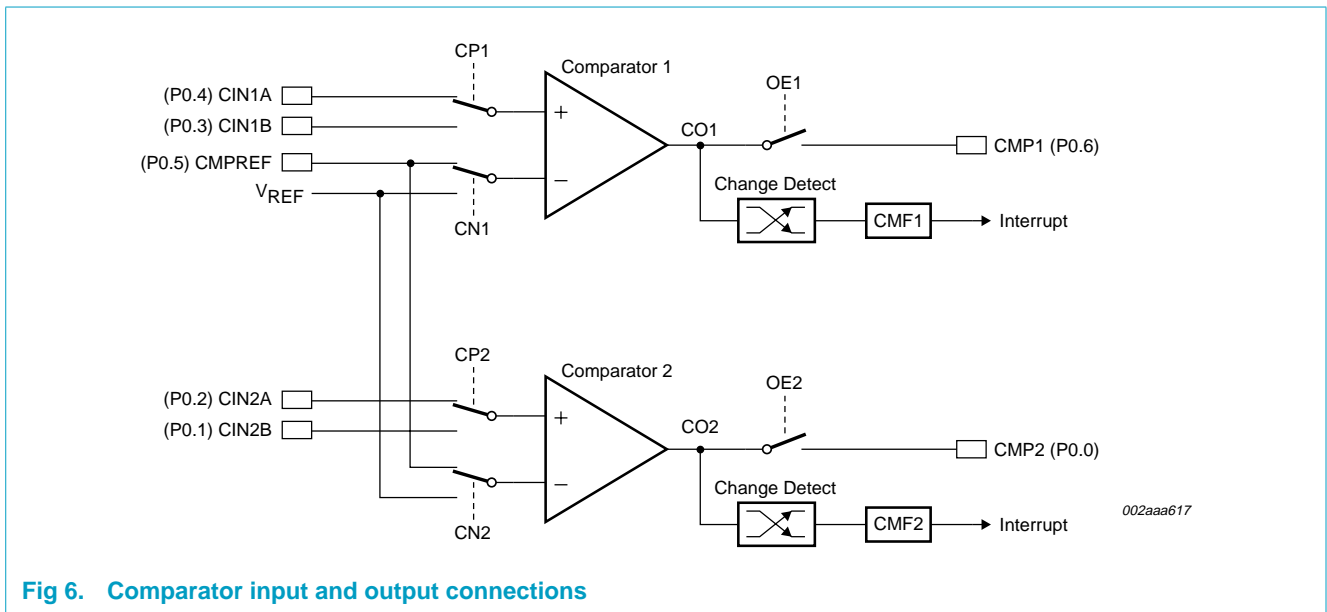 CP1
Comparator 1
OE1
(P0.4) CIN1A
(P0.3) CIN1B
+
CO1
(P0.5) CMPREF
CMP1 (P0.6)
VREF
−
Change Detect
CN1
CMF1
Interrupt
CP2
Comparator 2
OE2
(P0.2) CIN2A
(P0.1) CIN2B
+
CO2
CMP2 (P0.0)
−
Change Detect
CN2
CMF2
Interrupt
002aaa617
Fig 6. Comparator input and output connections